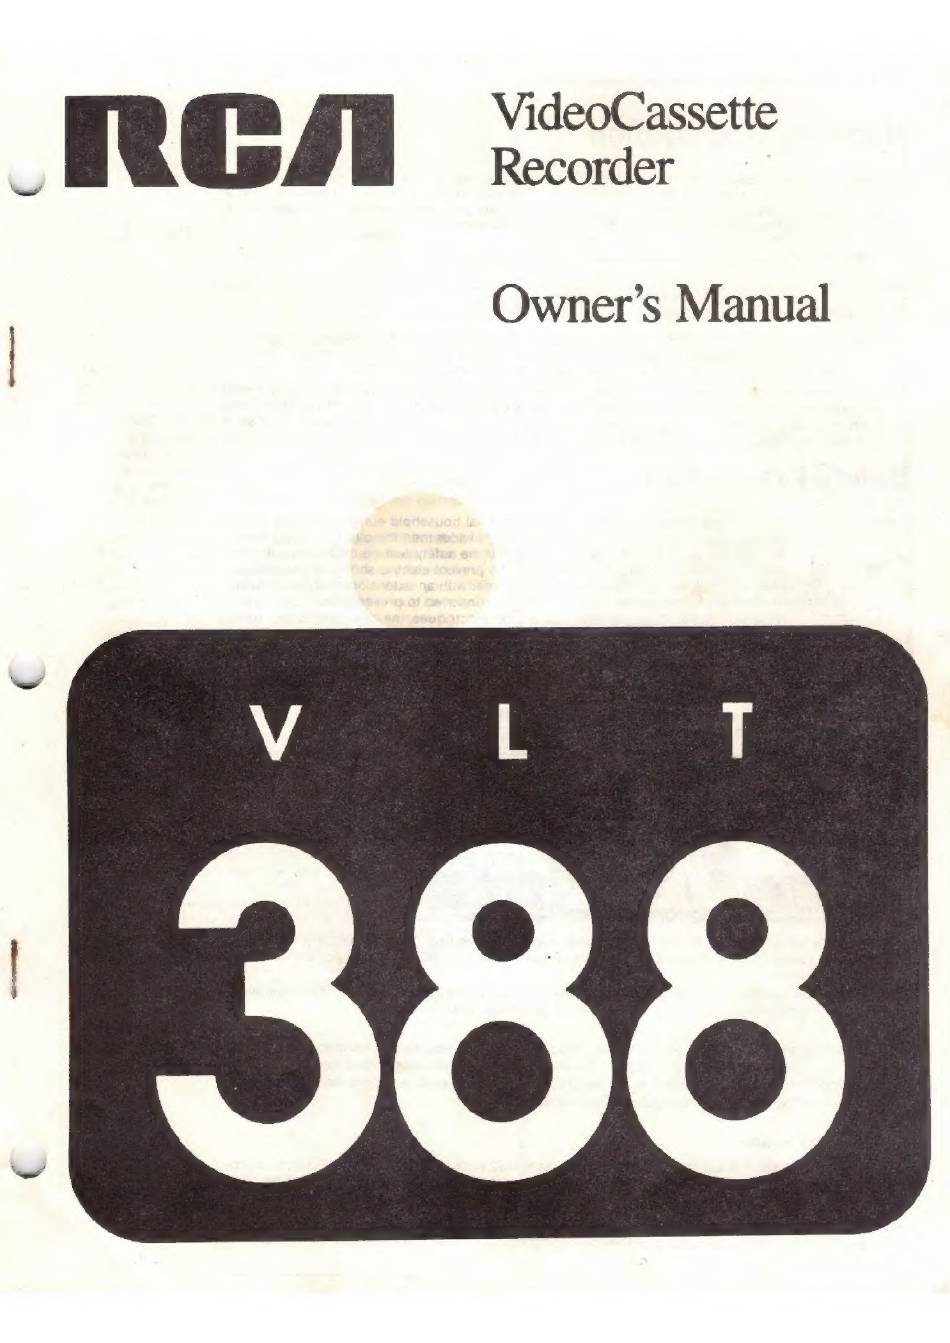 RCA
VideoCassette
Recorder
Owner's Manual
V L T
388